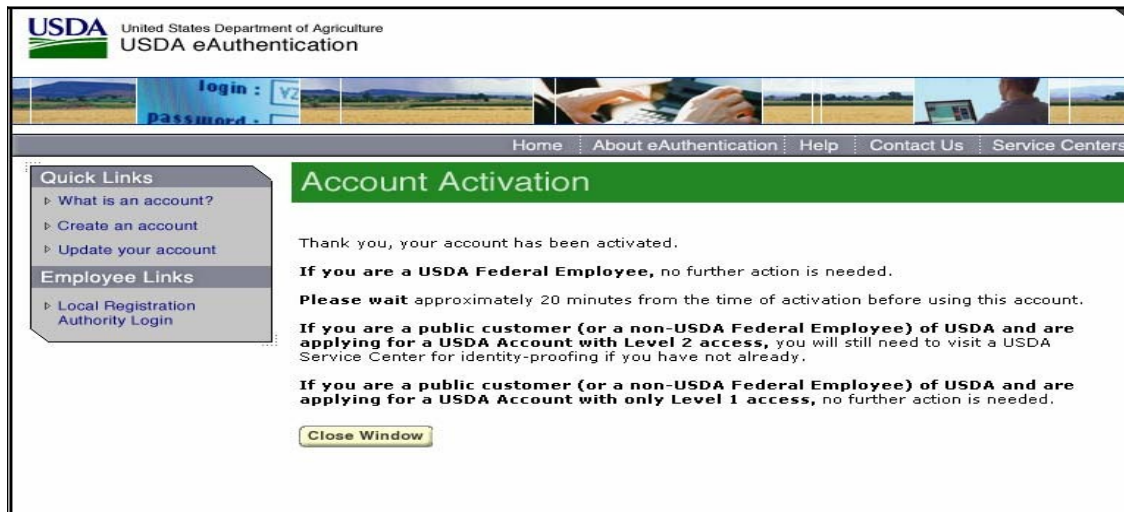 USDA United States Department of Agriculture
USDA eAuthentication
login :
password :
Home About eAuthentication Help Contact Us Service Centers
Quick Links
What is an account?
Create an account
Update your account
Employee Links
Local Registration
Authority Login
Account Activation
Thank you, your account has been activated.
If you are a USDA Federal Employee, no further action is needed.
Please wait approximately 20 minutes from the time of activation before using this account.
If you are a public customer (or a non-USDA Federal Employee) of USDA and are
applying for a USDA Account with Level 2 access, you will still need to visit a USDA
Service Center for identity-proofing if you have not already.
If you are a public customer (or a non-USDA Federal Employee) of USDA and are
applying for a USDA Account with only Level 1 access, no further action is needed.
Close Window